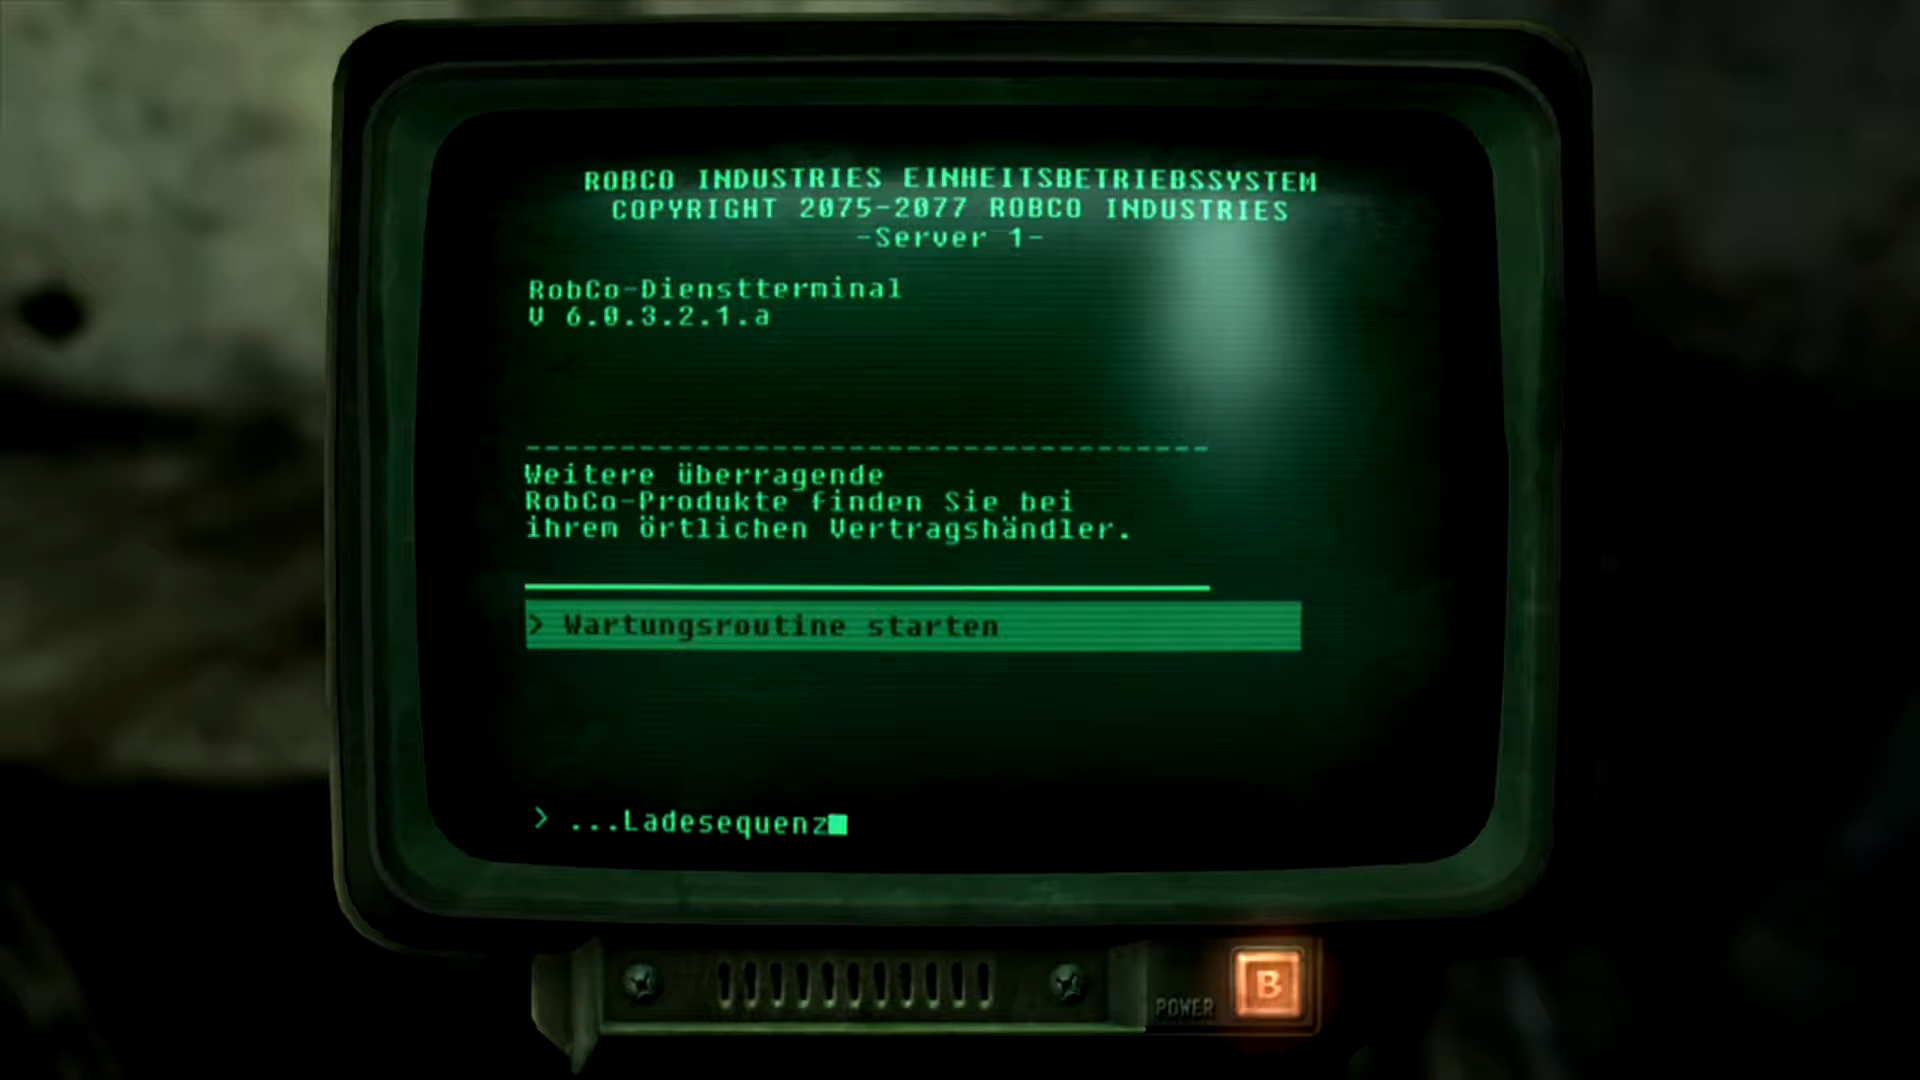 ROBCO INDUSTRIES EINHEITSBETRIEBSSYSTEM
COPYRIGHT 2075-2077 ROBCO INDUSTRIES
-Server 1-
RobCo-Dienstterminal
V 6.0.3.2.1.a
-------------------------------------
Weitere überragende
RobCo-Produkte finden Sie bei
ihrem örtlichen Vertragshändler.
> Wartungsroutine starten
> ...Ladesequenz
POWER
B